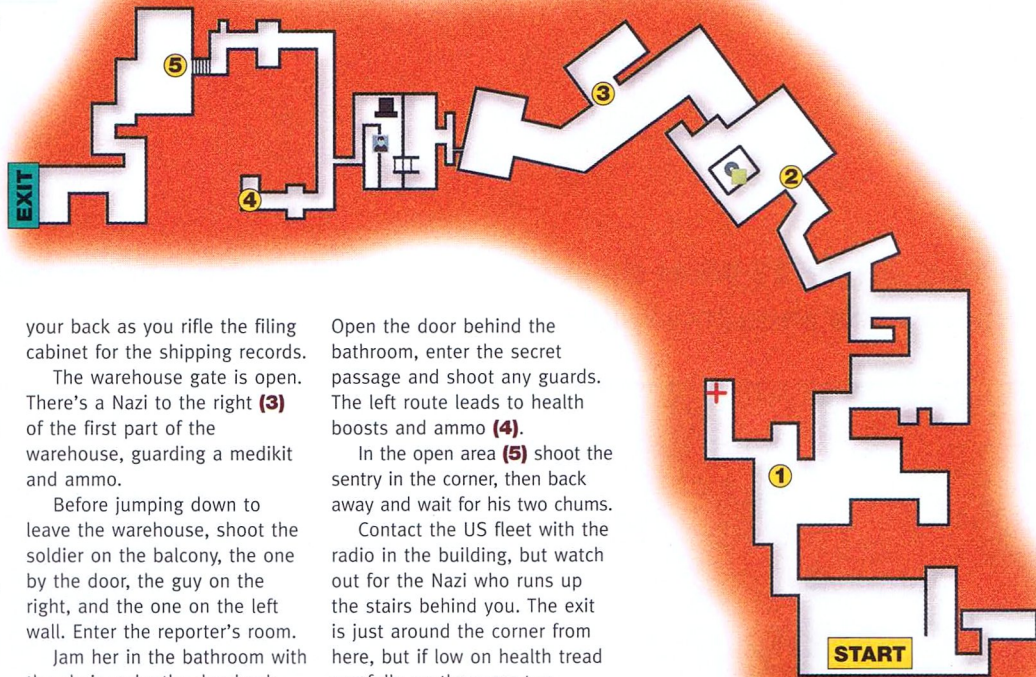 5
3
2
4
1
EXIT
START
your back as you rifle the filing
cabinet for the shipping records.
The warehouse gate is open.
There's a Nazi to the right (3)
of the first part of the
warehouse, guarding a medikit
and ammo.
Before jumping down to
leave the warehouse, shoot the
soldier on the balcony, the one
by the door, the guy on the
right, and the one on the left
wall. Enter the reporter's room.
Jam her in the bathroom with
Open the door behind the
bathroom, enter the secret
passage and shoot any guards.
The left route leads to health
boosts and ammo (4).
In the open area (5) shoot the
sentry in the corner, then back
away and wait for his two chums.
Contact the US fleet with the
radio in the building, but watch
out for the Nazi who runs up
the stairs behind you. The exit
is just around the corner from
here, but if low on health tread